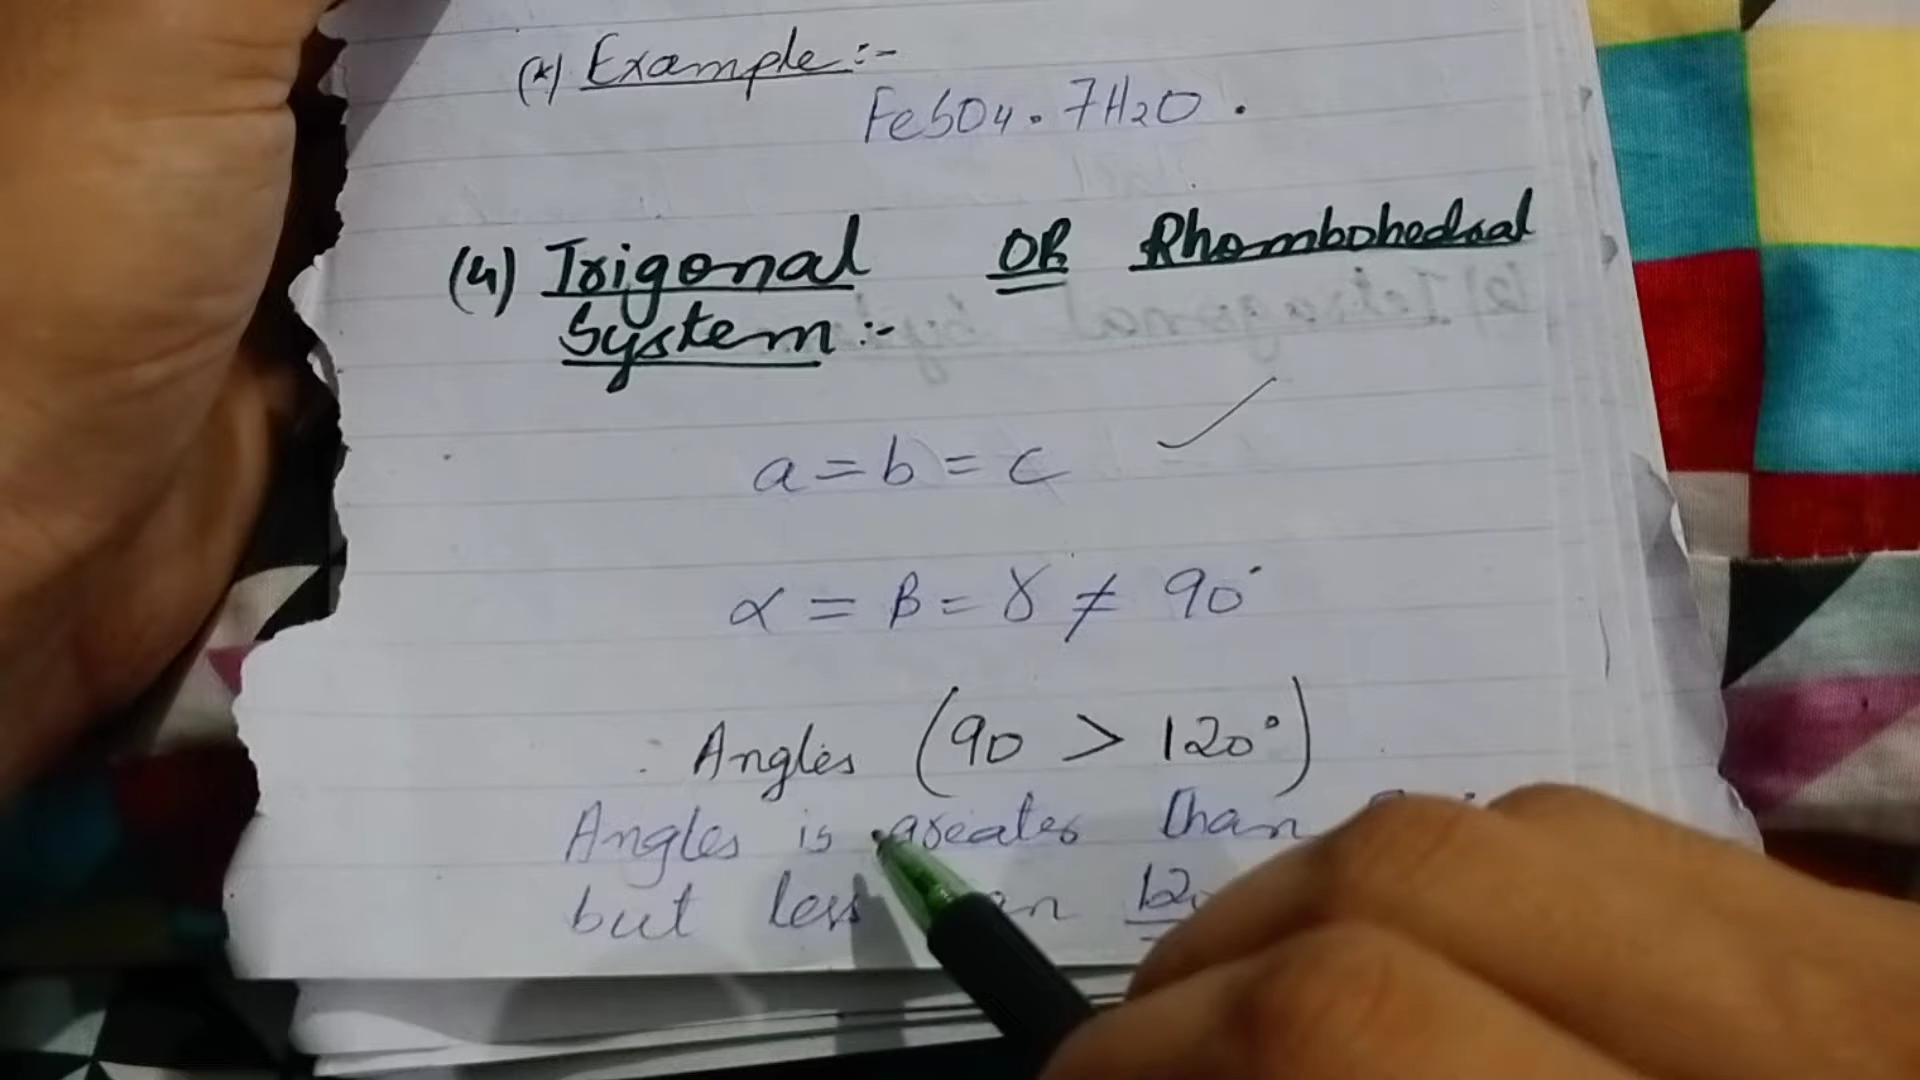 (*) Example :-
FeSO4 . 7H2O .
(4) Trigonal OR Rhombohedral
System :-
a = b = c
α = β = γ ≠ 90°
Angles (90 > 120°)
Angles is greater than
but less